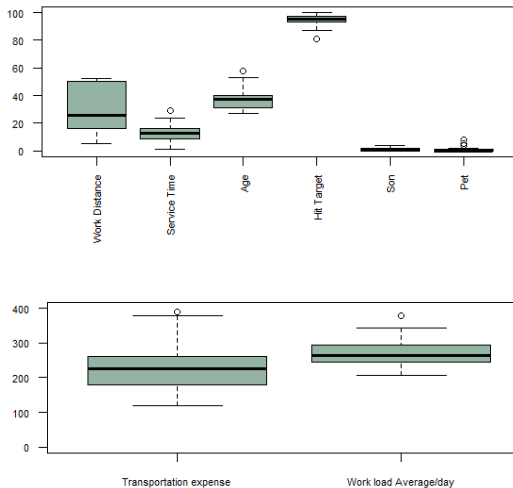 100
80
60
40
20
0
Work Distance
Service Time
Age
Hit Target
Son
Pet
400
300
200
100
0
Transportation expense
Work load Average/day